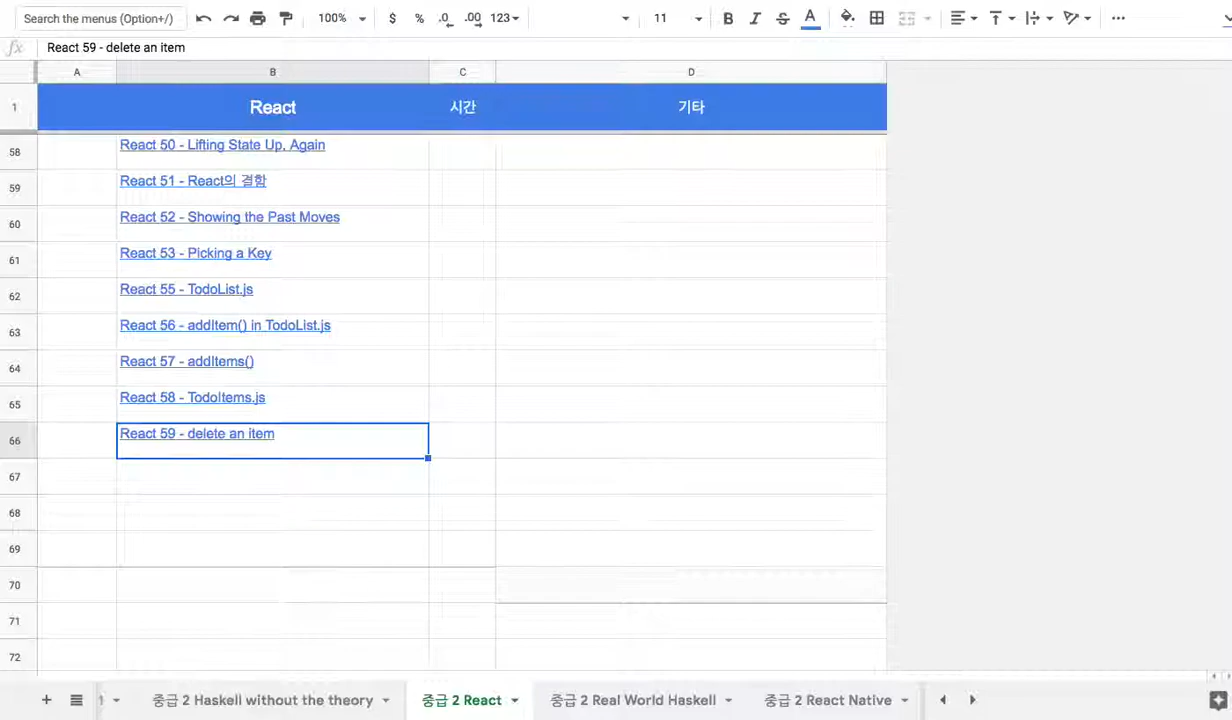 Search the menus (Option+/)
100%
$ % .0 .00 123
11
B I S A
fx React 59 - delete an item
A B C D
1 React 시간 기타
58 React 50 - Lifting State Up, Again
59 React 51 - React의 결함
60 React 52 - Showing the Past Moves
61 React 53 - Picking a Key
62 React 55 - TodoList.js
63 React 56 - addItem() in TodoList.js
64 React 57 - addItems()
65 React 58 - TodoItems.js
66 React 59 - delete an item
67
68
69
70
71
72
중급 2 Haskell without the theory 중급 2 React 중급 2 Real World Haskell 중급 2 React Native